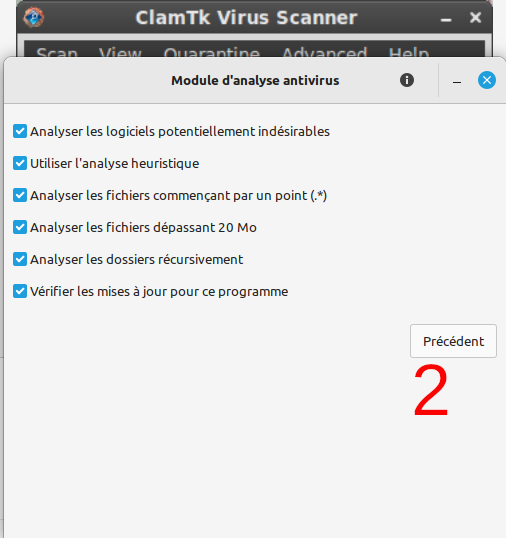 ClamTk Virus Scanner
Scan View Quarantine Advanced Help
Module d'analyse antivirus
Analyser les logiciels potentiellement indésirables
Utiliser l'analyse heuristique
Analyser les fichiers commençant par un point (.*)
Analyser les fichiers dépassant 20 Mo
Analyser les dossiers récursivement
Vérifier les mises à jour pour ce programme
Précédent
2